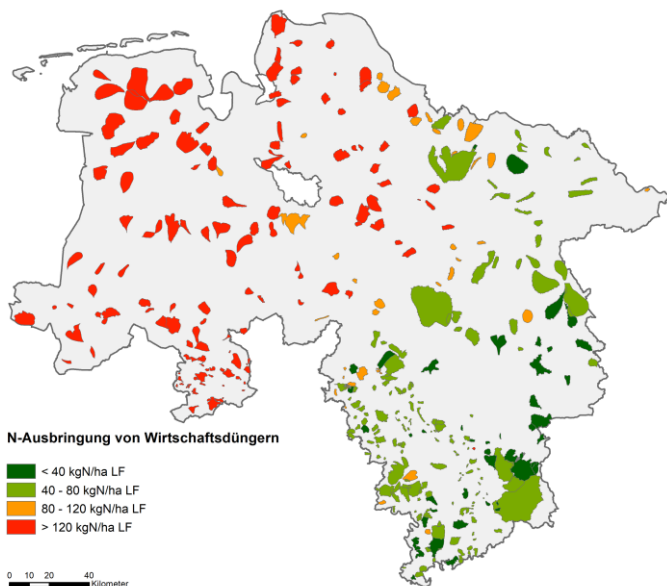 N-Ausbringung von Wirtschaftsdüngern
< 40 kgN/ha LF
40 - 80 kgN/ha LF
80 - 120 kgN/ha LF
> 120 kgN/ha LF
0 10 20 40
Kilometer